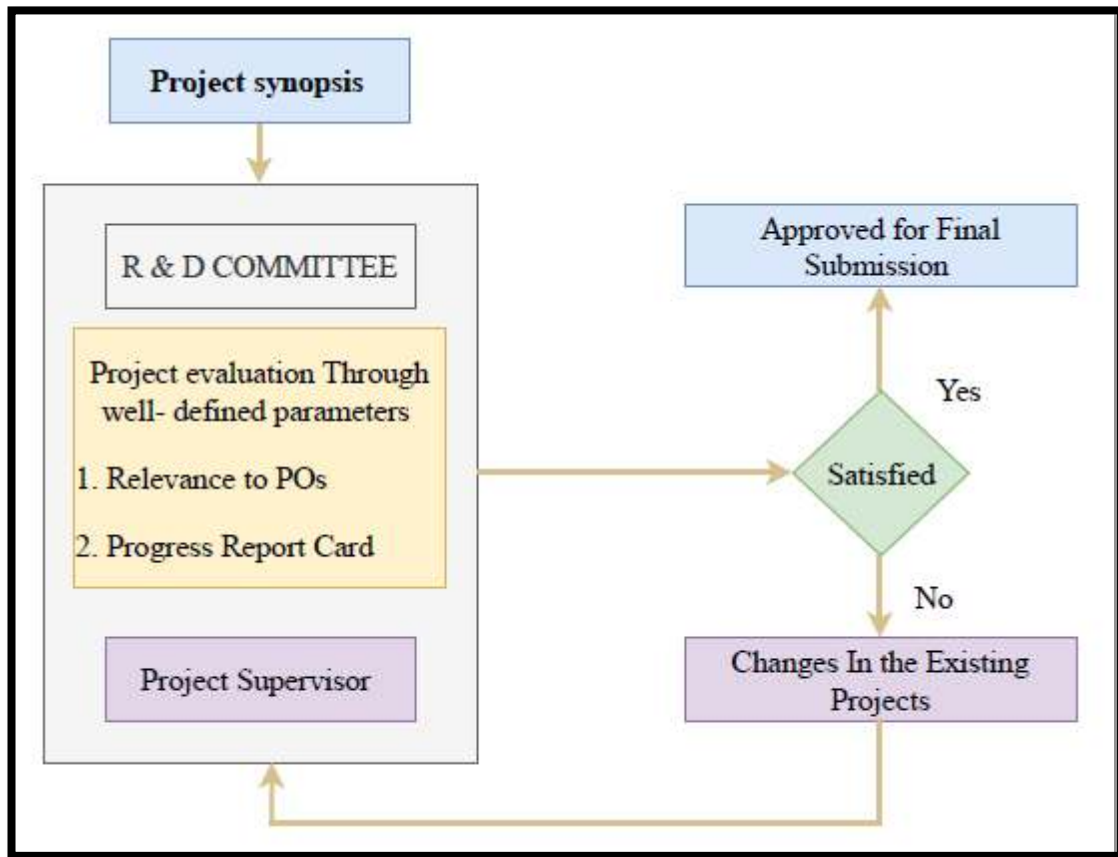 Project synopsis
R & D COMMITTEE
Project evaluation Through
well- defined parameters
1. Relevance to POs
2. Progress Report Card
Project Supervisor
Approved for Final
Submission
Yes
Satisfied
No
Changes In the Existing
Projects